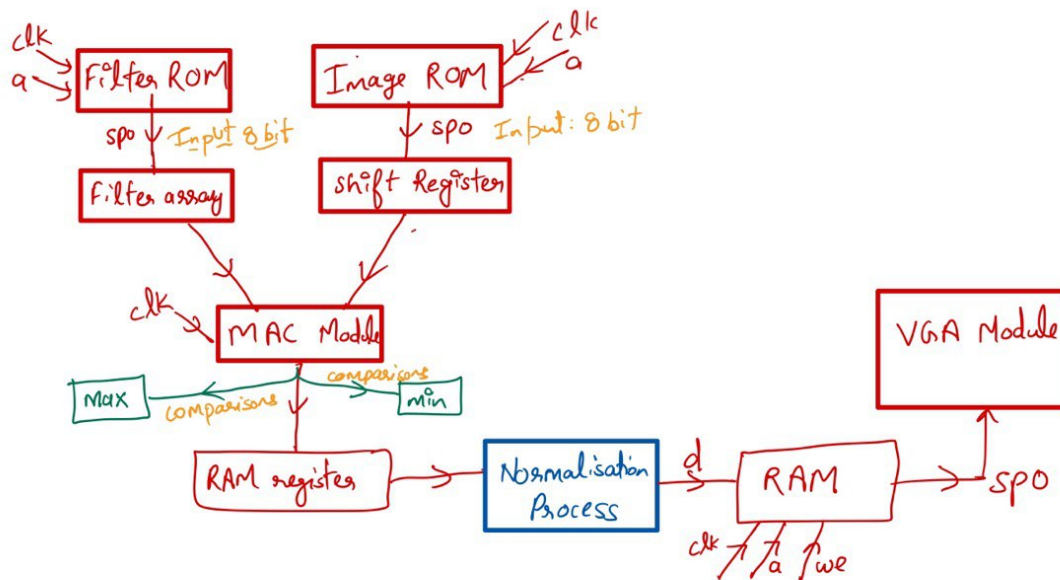 clk
a
Filter ROM
spo
Input 8 bit
Filter array
clk
a
Image ROM
spo
Input: 8 bit
Shift Register
clk
MAC Module
max
comparisons
comparisons
min
RAM register
Normalisation
Process
d
RAM
clk
a
we
spo
VGA Module